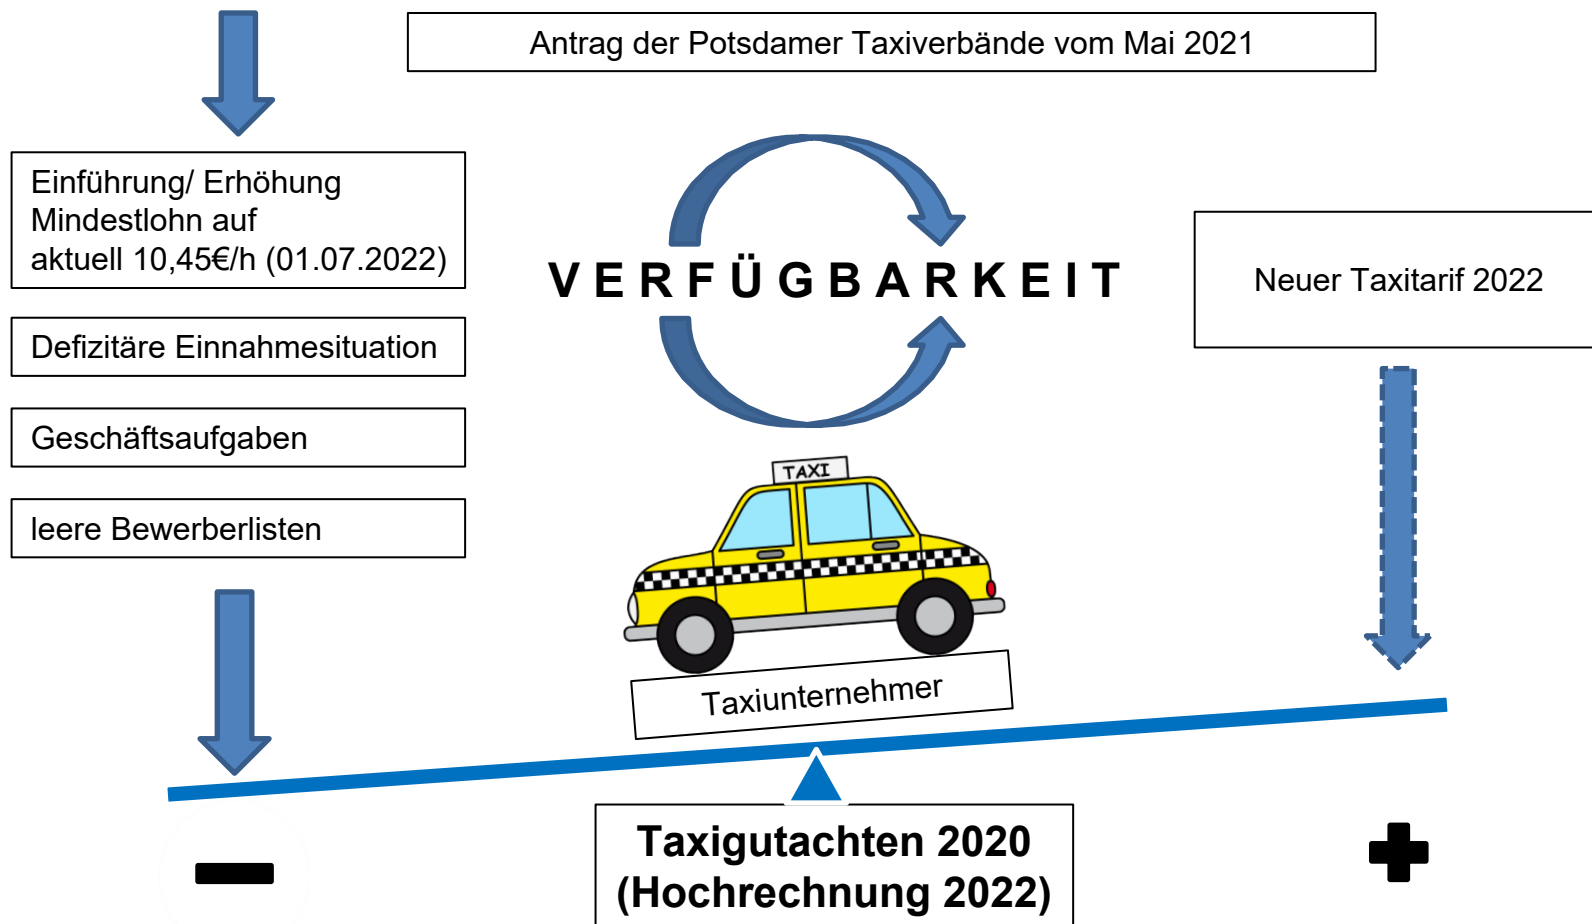 Antrag der Potsdamer Taxiverbände vom Mai 2021
Einführung/ Erhöhung
Mindestlohn auf
aktuell 10,45€/h (01.07.2022)
Defizitäre Einnahmesituation
Geschäftsaufgaben
leere Bewerberlisten
VERFÜGBARKEIT
Neuer Taxitarif 2022
TAXI
Taxiunternehmer
Taxigutachten 2020
(Hochrechnung 2022)